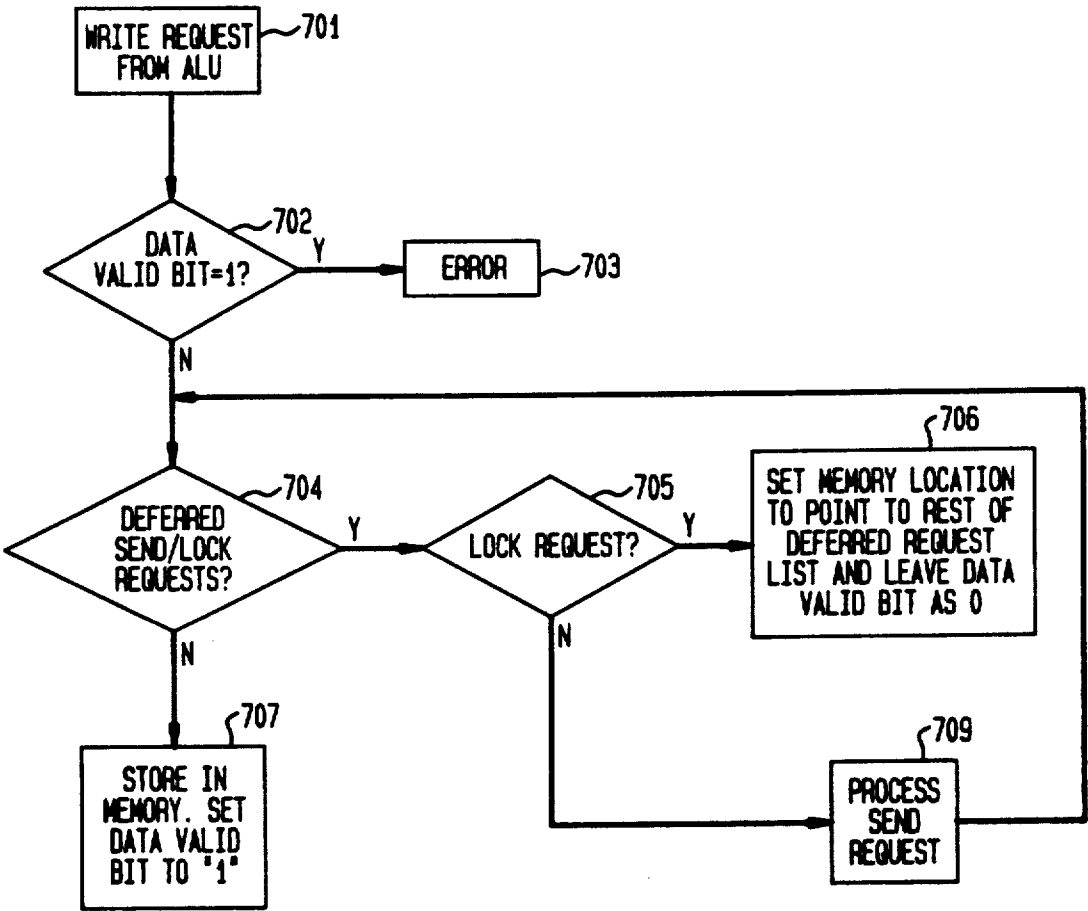 WRITE REQUEST
FROM ALU
701
702
DATA
VALID BIT=1?
Y
ERROR
703
N
704
DEFERRED
SEND/LOCK
REQUESTS?
Y
705
LOCK REQUEST?
Y
706
SET MEMORY LOCATION
TO POINT TO REST OF
DEFERRED REQUEST
LIST AND LEAVE DATA
VALID BIT AS 0
N
N
707
STORE IN
MEMORY. SET
DATA VALID
BIT TO "1"
709
PROCESS
SEND
REQUEST